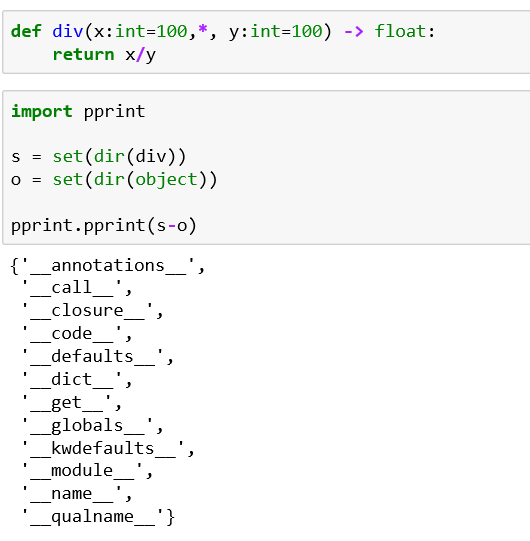 def div(x:int=100,*, y:int=100) -> float:
    return x/y
import pprint
s = set(dir(div))
o = set(dir(object))
pprint.pprint(s-o)
{'__annotations__',
 '__call__',
 '__closure__',
 '__code__',
 '__defaults__',
 '__dict__',
 '__get__',
 '__globals__',
 '__kwdefaults__',
 '__module__',
 '__name__',
 '__qualname__'}